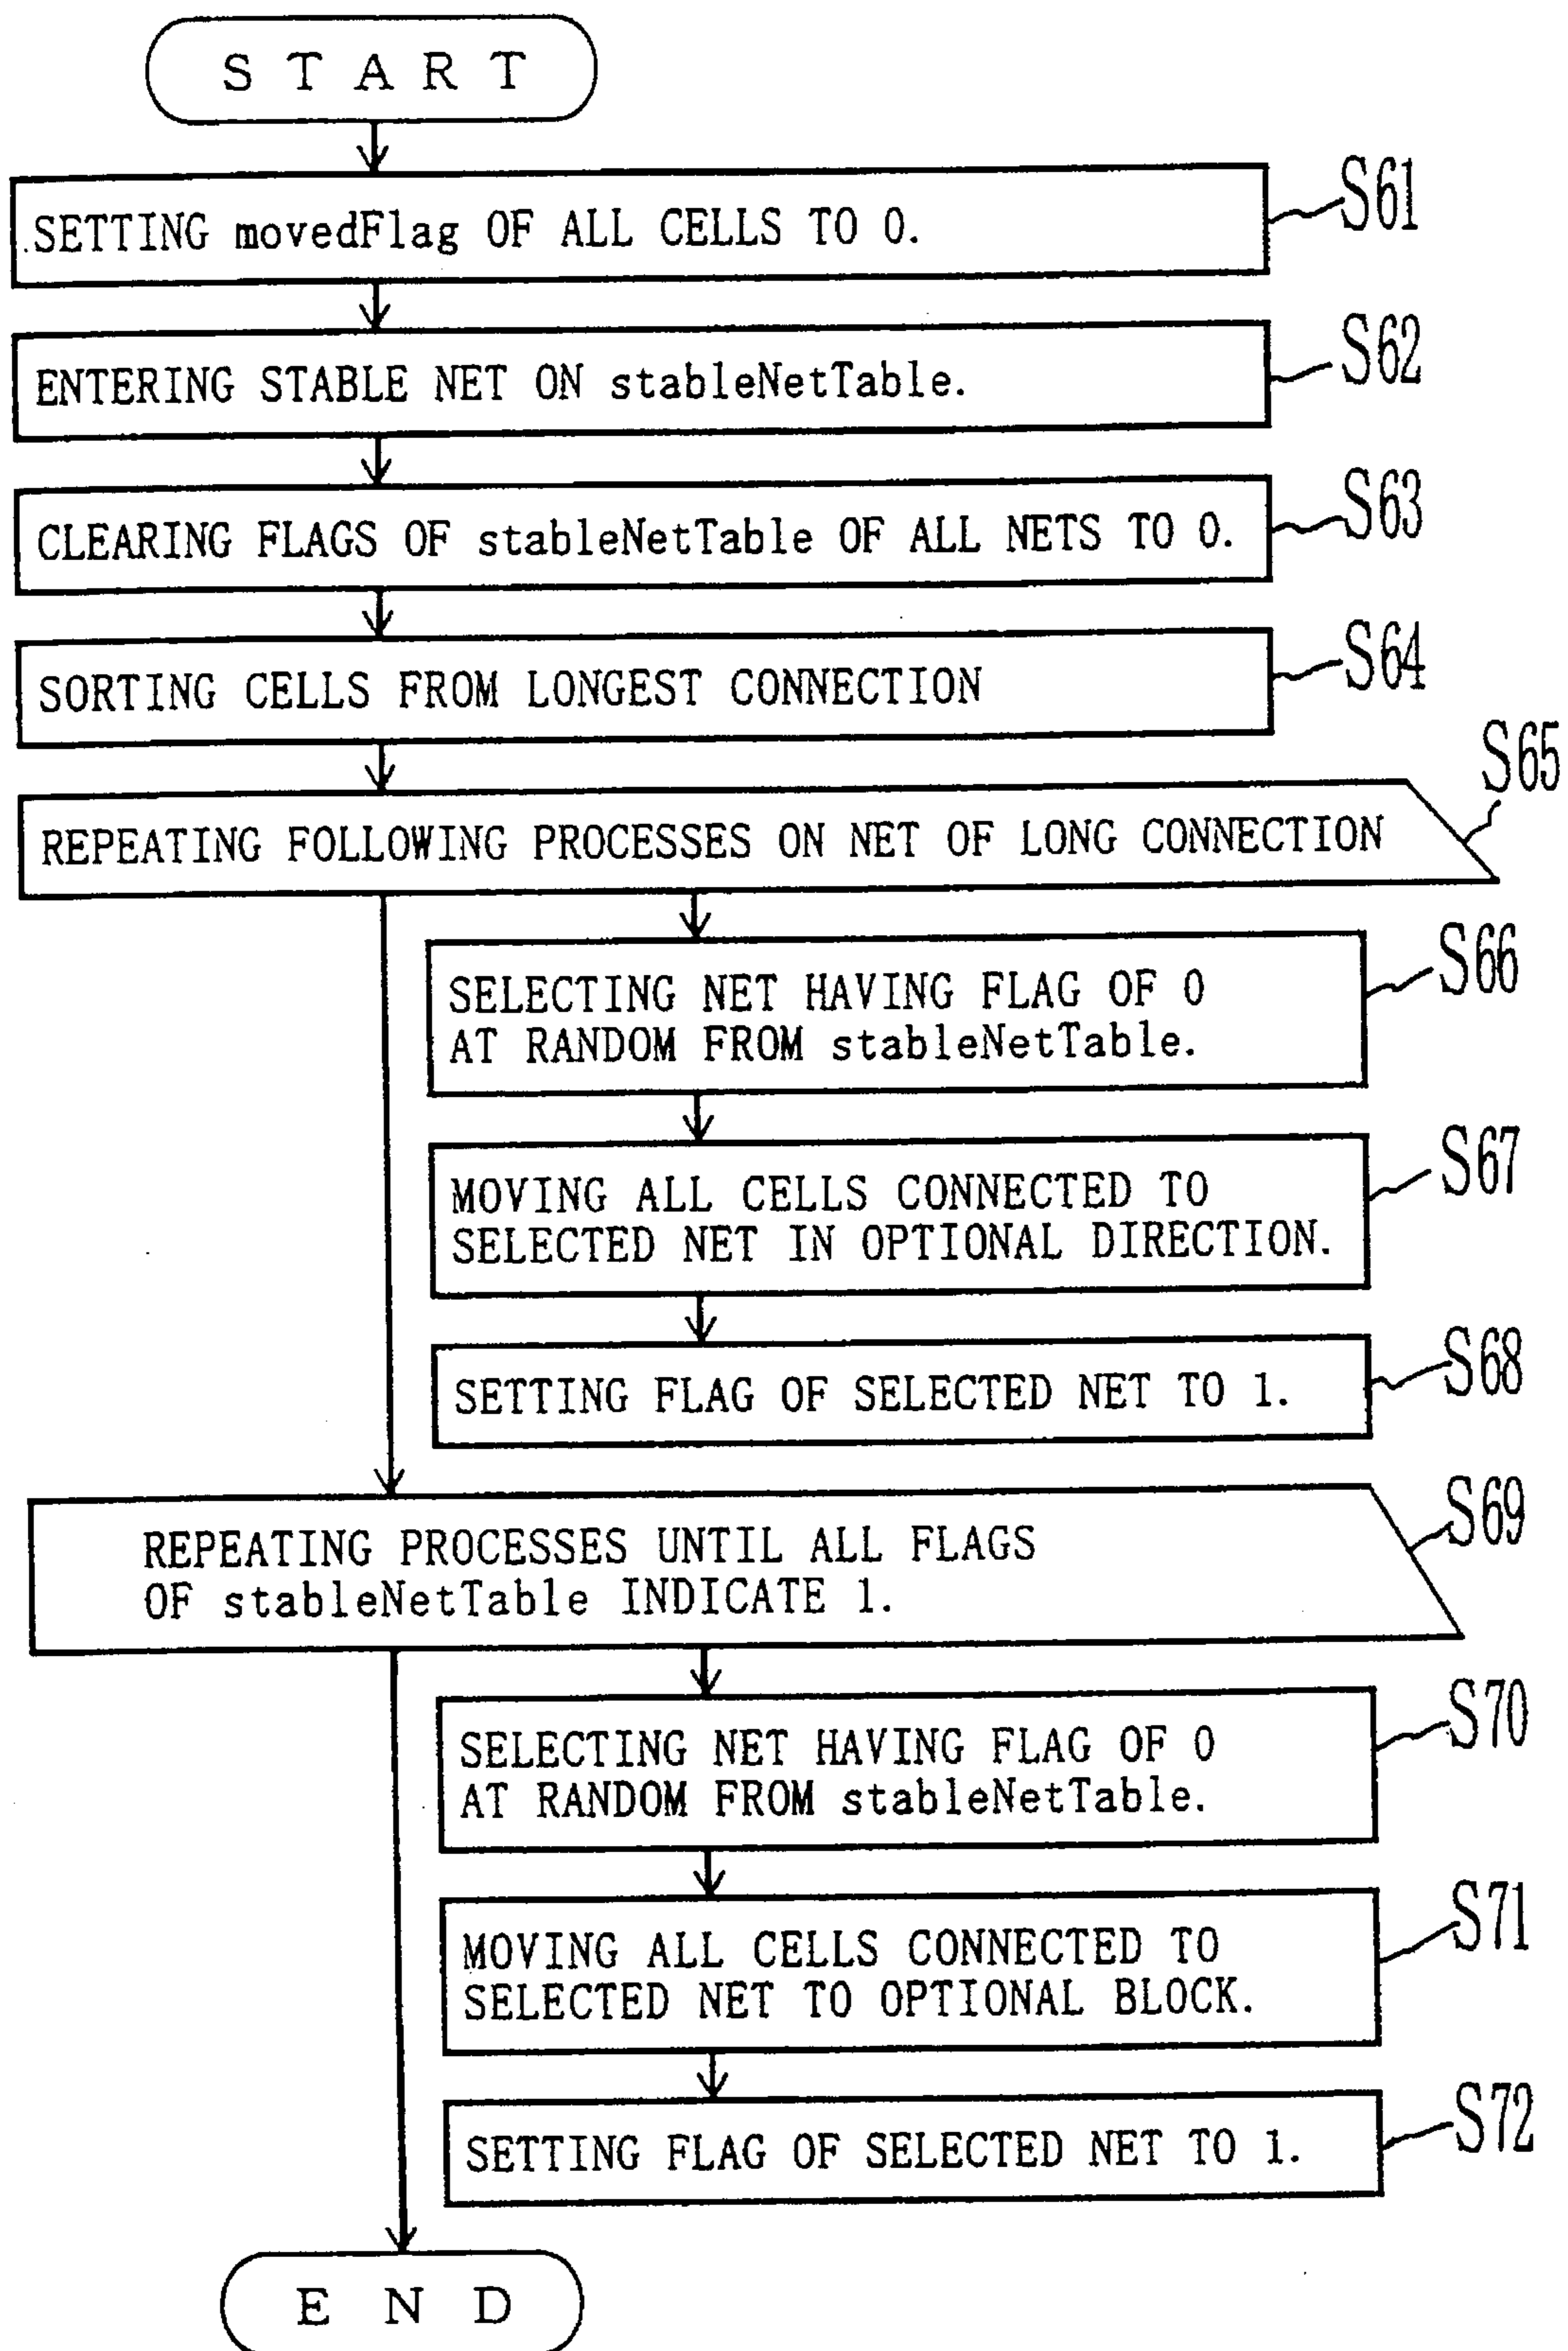 START
SETTING movedFlag OF ALL CELLS TO 0.
S61
ENTERING STABLE NET ON stableNetTable.
S62
CLEARING FLAGS OF stableNetTable OF ALL NETS TO 0.
S63
SORTING CELLS FROM LONGEST CONNECTION
S64
REPEATING FOLLOWING PROCESSES ON NET OF LONG CONNECTION
S65
SELECTING NET HAVING FLAG OF 0
AT RANDOM FROM stableNetTable.
S66
MOVING ALL CELLS CONNECTED TO
SELECTED NET IN OPTIONAL DIRECTION.
S67
SETTING FLAG OF SELECTED NET TO 1.
S68
REPEATING PROCESSES UNTIL ALL FLAGS
OF stableNetTable INDICATE 1.
S69
SELECTING NET HAVING FLAG OF 0
AT RANDOM FROM stableNetTable.
S70
MOVING ALL CELLS CONNECTED TO
SELECTED NET TO OPTIONAL BLOCK.
S71
SETTING FLAG OF SELECTED NET TO 1.
S72
END